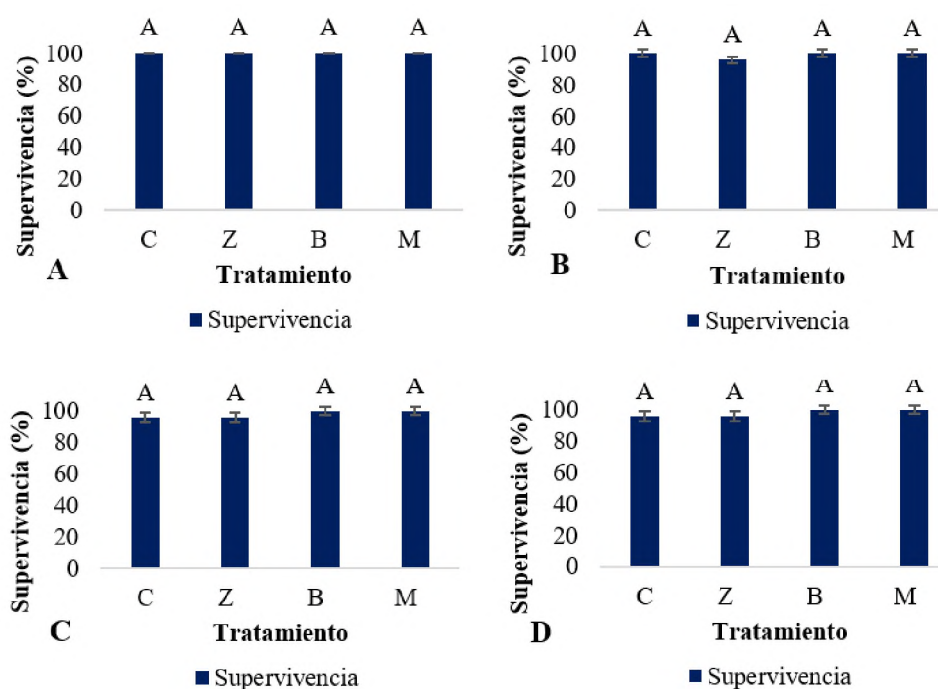 A A A A
100
80
60
40
20
0
Supervivencia (%)
C Z B M
Tratamiento
A
Supervivencia
A A A A
100
80
60
40
20
0
Supervivencia (%)
C Z B M
Tratamiento
B
Supervivencia
A A A A
100
80
60
40
20
0
Supervivencia (%)
C Z B M
Tratamiento
C
Supervivencia
A A A A
100
80
60
40
20
0
Supervivencia (%)
C Z B M
Tratamiento
D
Supervivencia